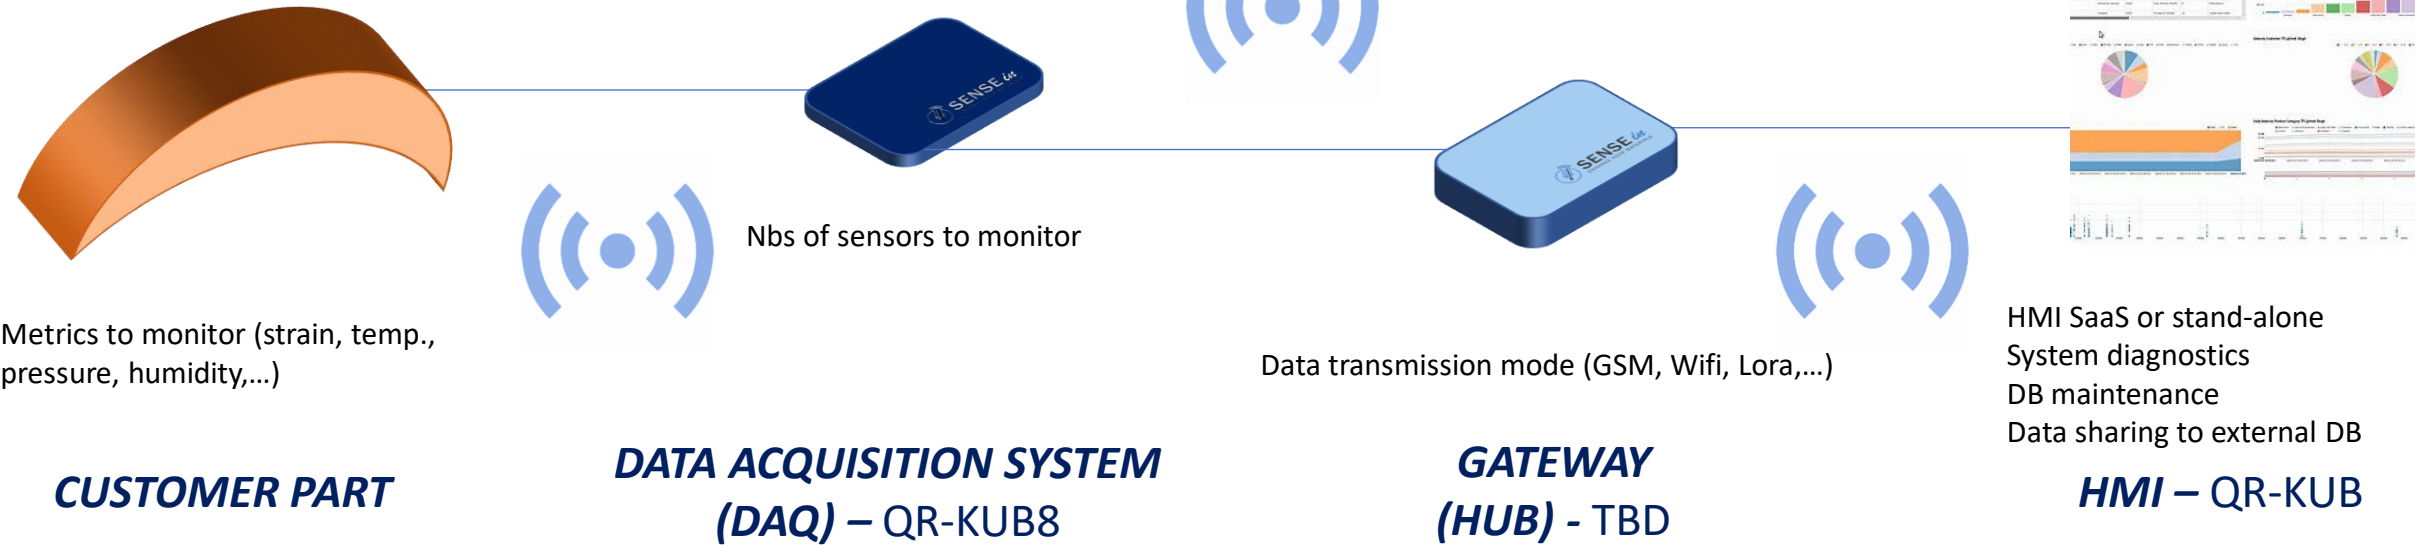 SENSE in
SENSE in
Nbs of sensors to monitor
Metrics to monitor (strain, temp.,
pressure, humidity,...)
Data transmission mode (GSM, Wifi, Lora,...)
HMI SaaS or stand-alone
System diagnostics
DB maintenance
Data sharing to external DB
CUSTOMER PART
DATA ACQUISITION SYSTEM
(DAQ) – QR-KUB8
GATEWAY
(HUB) - TBD
HMI – QR-KUB